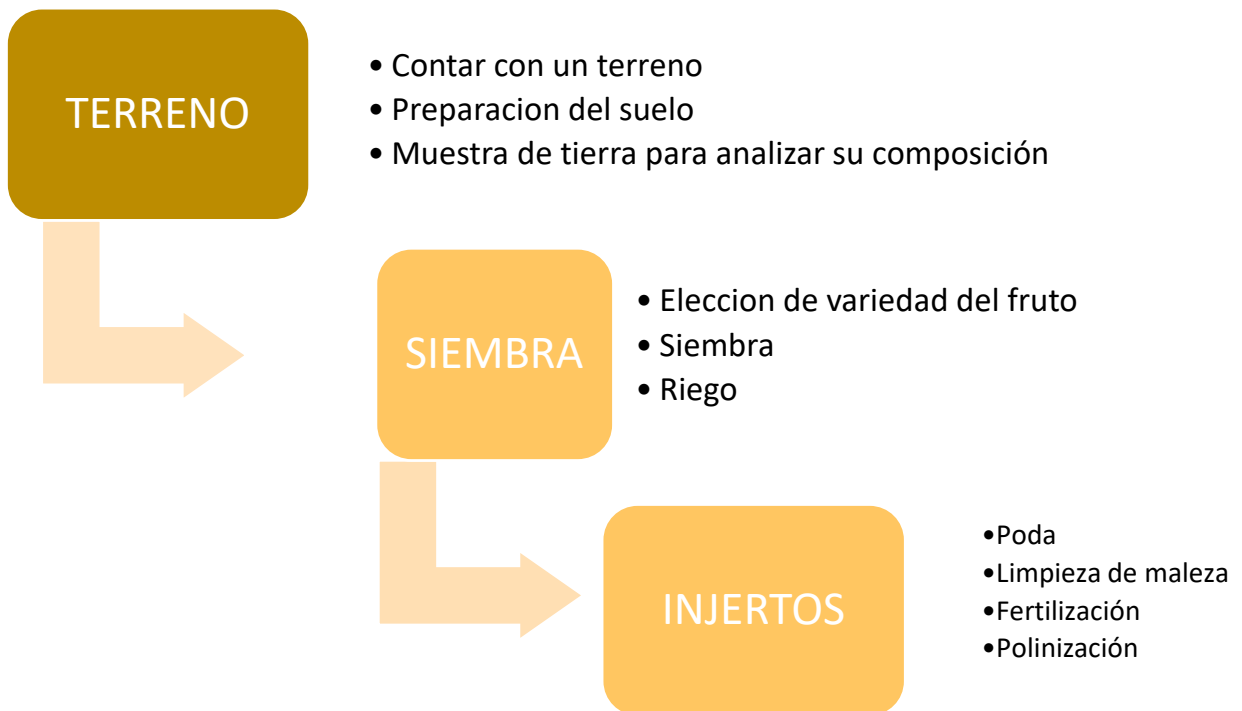 TERRENO
• Contar con un terreno
• Preparacion del suelo
• Muestra de tierra para analizar su composición
SIEMBRA
• Eleccion de variedad del fruto
• Siembra
• Riego
INJERTOS
•Poda
•Limpieza de maleza
•Fertilización
•Polinización